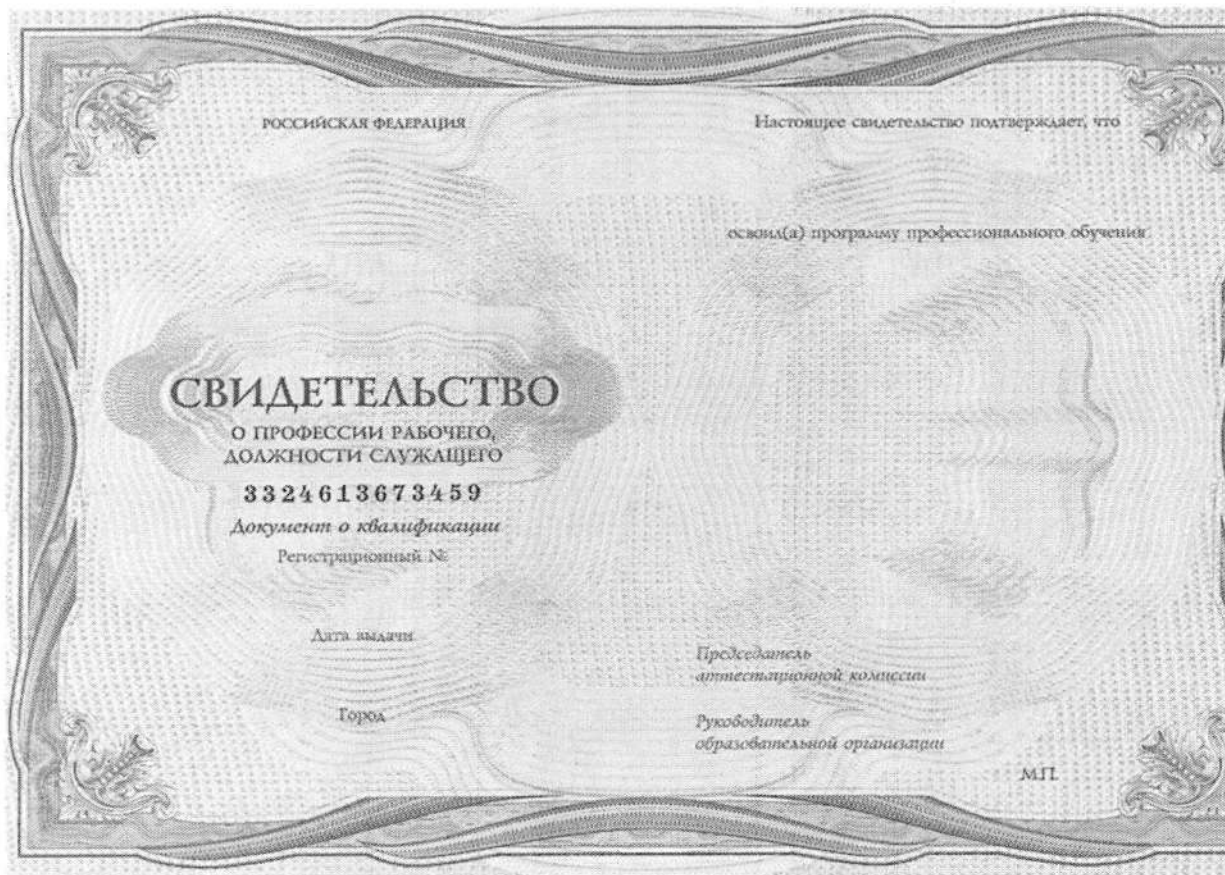 РОССИЙСКАЯ ФЕДЕРАЦИЯ
СВИДЕТЕЛЬСТВО
О ПРОФЕССИИ РАБОЧЕГО,
ДОЛЖНОСТИ СЛУЖАЩЕГО
3324613673459
Документ о квалификации
Регистрационный №
Дата выдачи
Город
Настоящее свидетельство подтверждает, что
освоил(а) программу профессионального обучения
Председатель
аттестационной комиссии
Руководитель
образовательной организации
М.П.